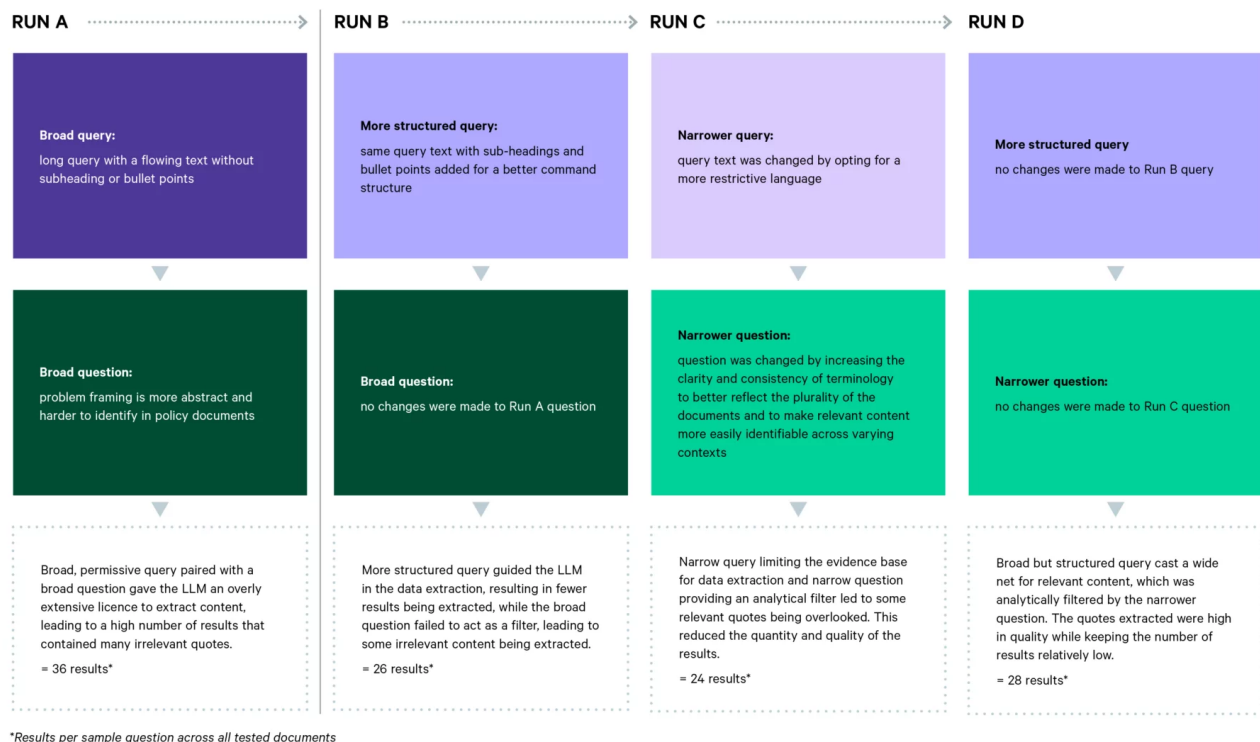 RUN A
RUN B
RUN C
RUN D
Broad query:
long query with a flowing text without
subheading or bullet points
More structured query:
same query text with sub-headings and
bullet points added for a better command
structure
Narrower query:
query text was changed by opting for a
more restrictive language
More structured query
no changes were made to Run B query
Broad question:
problem framing is more abstract and
harder to identify in policy documents
Broad question:
no changes were made to Run A question
Narrower question:
question was changed by increasing the
clarity and consistency of terminology
to better reflect the plurality of the
documents and to make relevant content
more easily identifiable across varying
contexts
Narrower question:
no changes were made to Run C question
Broad, permissive query paired with a
broad question gave the LLM an overly
extensive licence to extract content,
leading to a high number of results that
contained many irrelevant quotes.
= 36 results*
More structured query guided the LLM
in the data extraction, resulting in fewer
results being extracted, while the broad
question failed to act as a filter, leading to
some irrelevant content being extracted.
= 26 results*
Narrow query limiting the evidence base
for data extraction and narrow question
providing an analytical filter led to some
relevant quotes being overlooked. This
reduced the quantity and quality of the
results.
= 24 results*
Broad but structured query cast a wide
net for relevant content, which was
analytically filtered by the narrower
question. The quotes extracted were high
in quality while keeping the number of
results relatively low.
= 28 results*
*Results per sample question across all tested documents